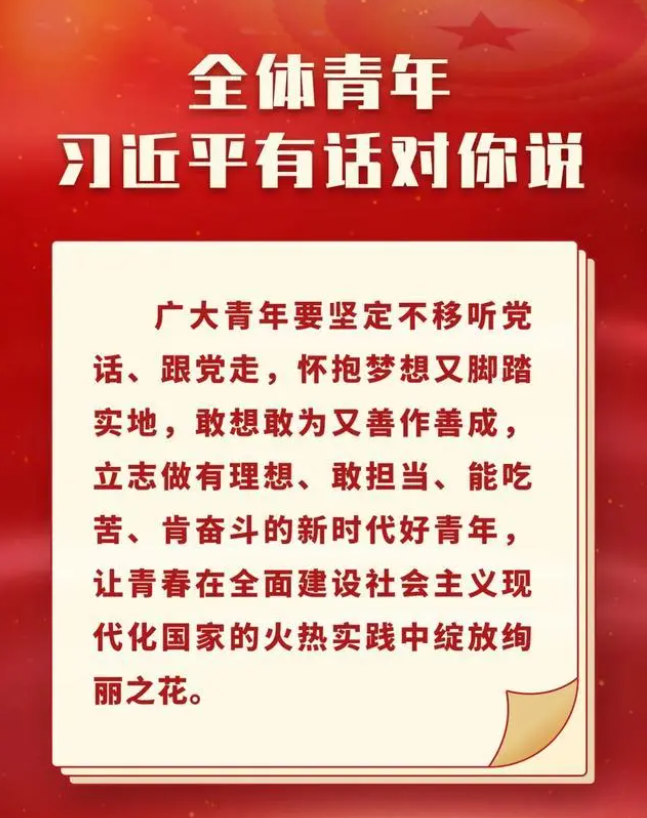 全体青年
习近平有话对你说
广大青年要坚定不移听党
话、跟党走，怀抱梦想又脚踏
实地，敢想敢为又善作善成，
立志做有理想、敢担当、能吃
苦、肯奋斗的新时代好青年，
让青春在全面建设社会主义现
代化国家的火热实践中绽放绚
丽之花。